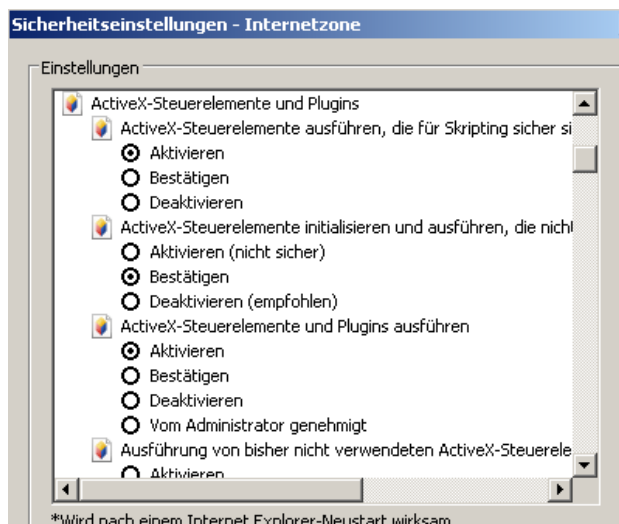 Sicherheitseinstellungen - Internetzone
Einstellungen
ActiveX-Steuerelemente und Plugins
ActiveX-Steuerelemente ausführen, die für Skripting sicher si
Aktivieren
Bestätigen
Deaktivieren
ActiveX-Steuerelemente initialisieren und ausführen, die nicht
Aktivieren (nicht sicher)
Bestätigen
Deaktivieren (empfohlen)
ActiveX-Steuerelemente und Plugins ausführen
Aktivieren
Bestätigen
Deaktivieren
Vom Administrator genehmigt
Ausführung von bisher nicht verwendeten ActiveX-Steuerele
Aktivieren
*Wird nach einem Internet Explorer-Neustart wirksam